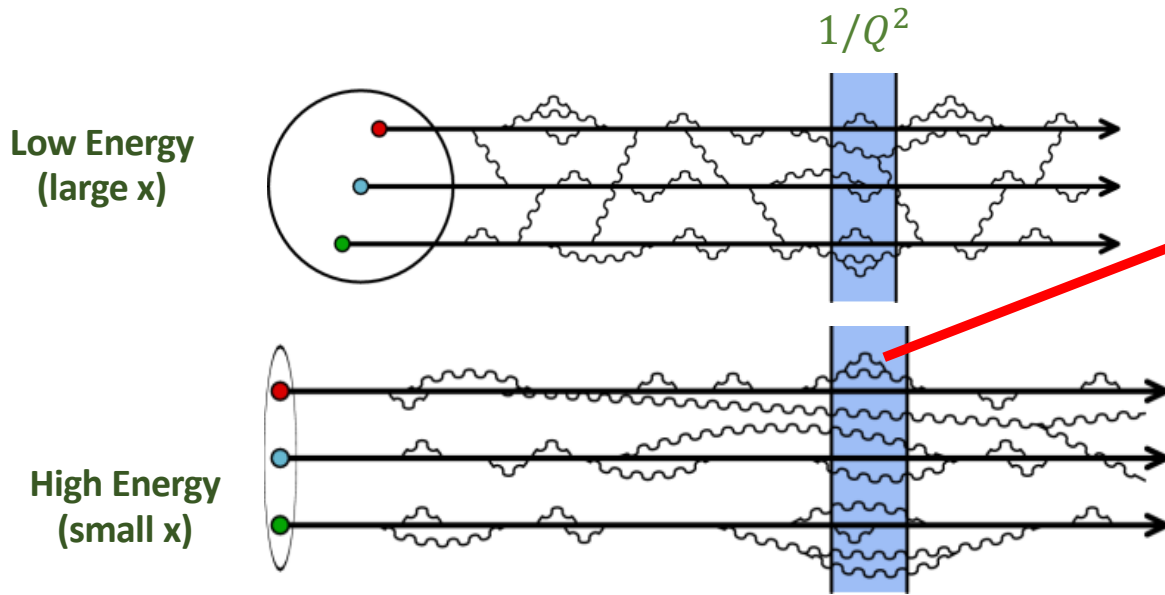 1/Q²
Low Energy
(large x)
High Energy
(small x)